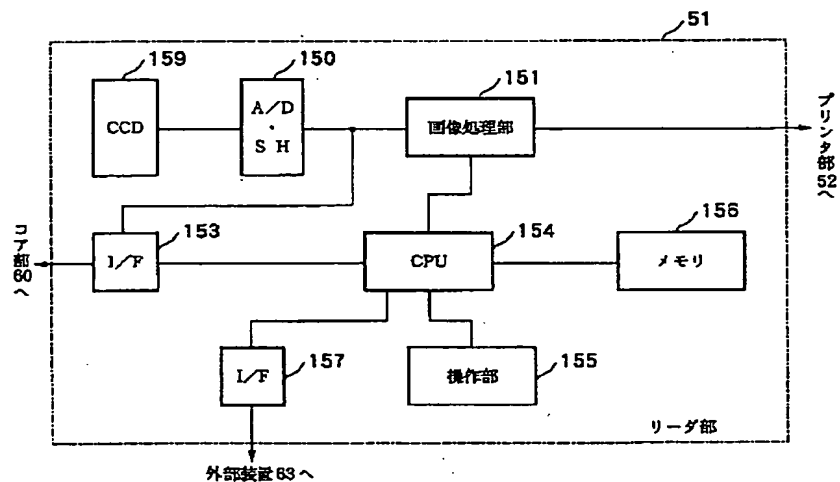 51
159
150
151
CCD
A/D
・
SH
画像処理部
プリンタ部52へ
コア部60へ
I/F
153
CPU
154
156
メモリ
I/F
157
操作部
155
リーダ部
外部装置63へ